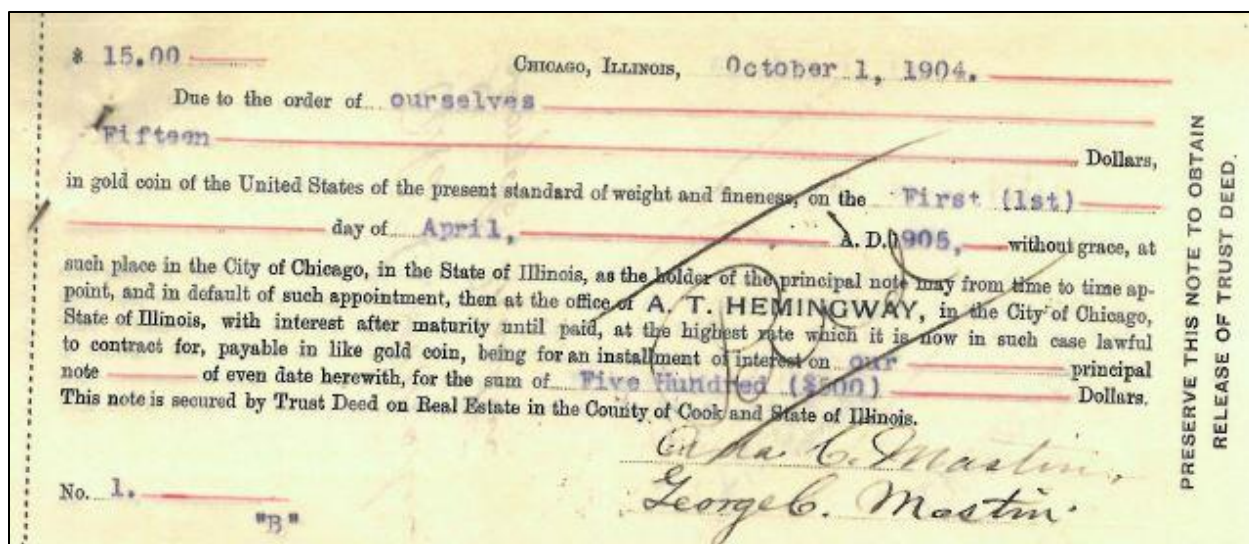 $ 15.00 CHICAGO, ILLINOIS, October 1, 1904.
Due to the order of ourselves
Fifteen Dollars,
in gold coin of the United States of the present standard of weight and fineness, on the First (1st)
day of April, A. D. 1905, without grace, at
such place in the City of Chicago, in the State of Illinois, as the holder of the principal note may from time to time ap-
point, and in default of such appointment, then at the office of A. T. HEMINGWAY, in the City of Chicago,
State of Illinois, with interest after maturity until paid, at the highest rate which it is now in such case lawful
to contract for, payable in like gold coin, being for an installment of interest on our principal
note of even date herewith, for the sum of Five Hundred ($500) Dollars.
This note is secured by Trust Deed on Real Estate in the County of Cook and State of Illinois.
C. Mastin.
No. 1. George C. Mastin.
"B"
PRESERVE THIS NOTE TO OBTAIN
RELEASE OF TRUST DEED.